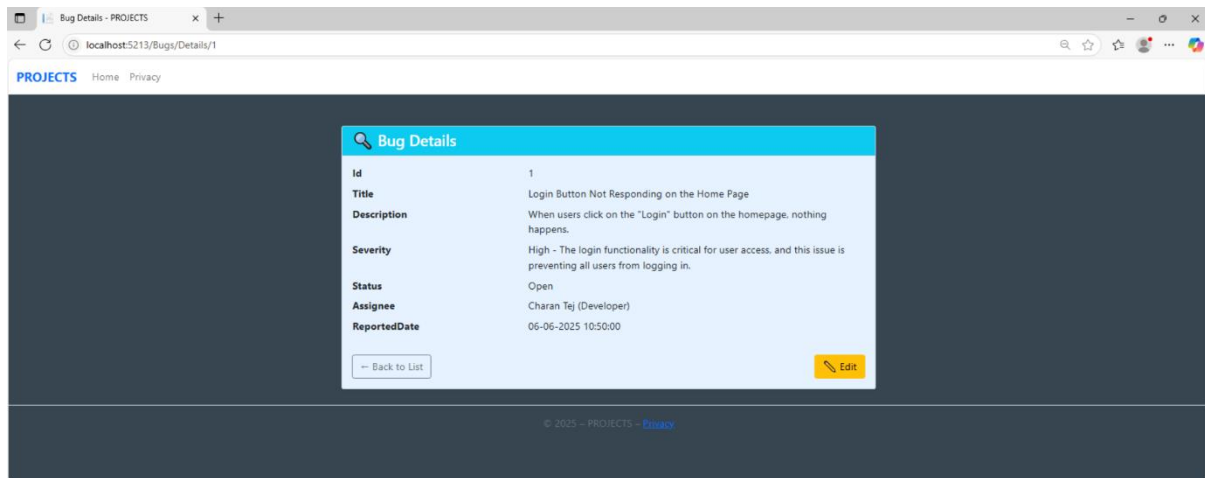 Bug Details - PROJECTS
localhost:5213/Bugs/Details/1
PROJECTS Home Privacy
Bug Details
Id 1
Title Login Button Not Responding on the Home Page
Description When users click on the "Login" button on the homepage, nothing
happens.
Severity High - The login functionality is critical for user access, and this issue is
preventing all users from logging in.
Status Open
Assignee Charan Tej (Developer)
ReportedDate 06-06-2025 10:50:00
← Back to List Edit
© 2025 – PROJECTS – Privacy